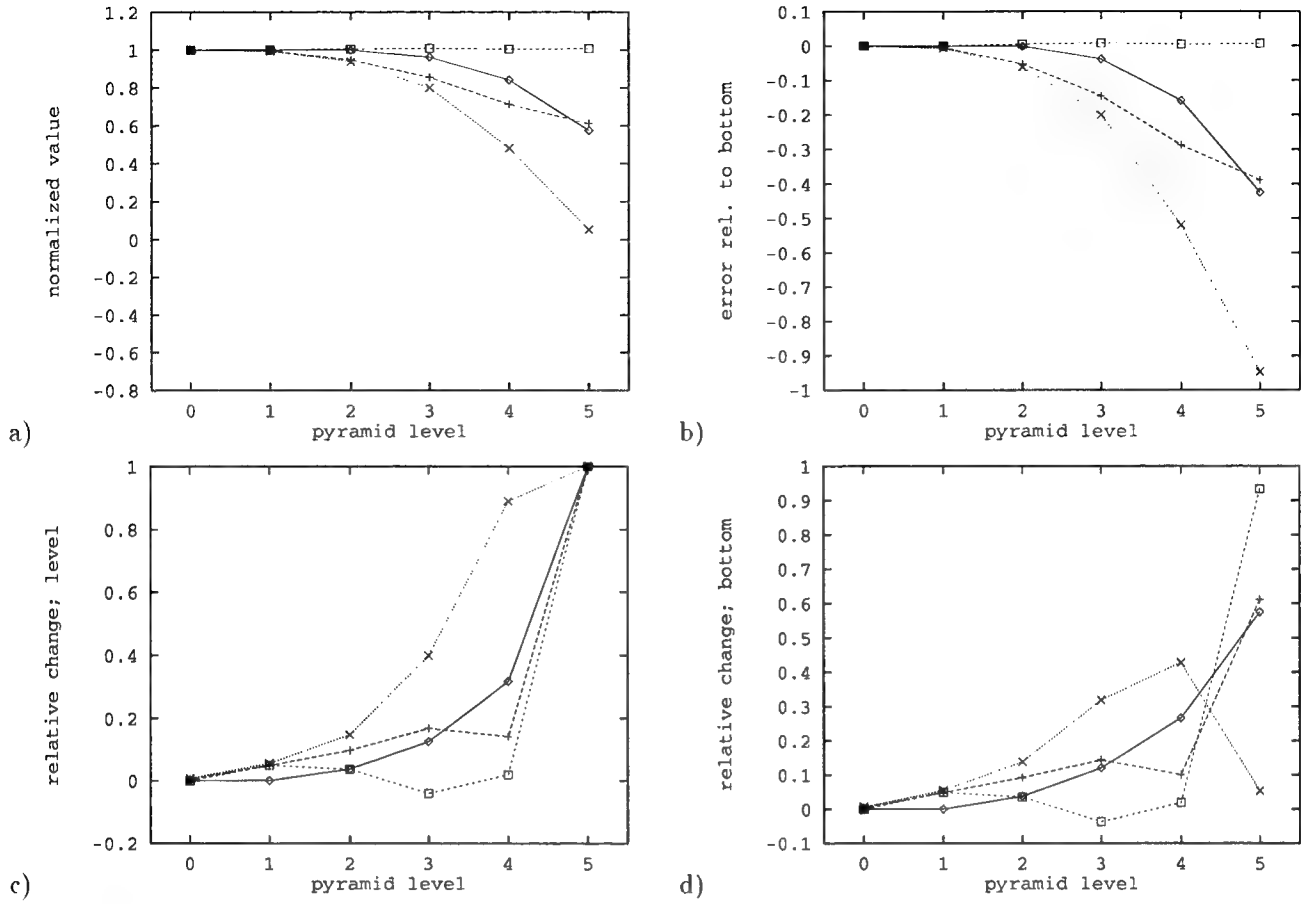 1.2
1
0.8
0.6
0.4
0.2
0
-0.2
-0.4
-0.6
-0.8
normalized value
0 1 2 3 4 5
pyramid level
a)
0.1
0
-0.1
-0.2
-0.3
-0.4
-0.5
-0.6
-0.7
-0.8
-0.9
-1
error rel. to bottom
0 1 2 3 4 5
pyramid level
b)
1
0.8
0.6
0.4
0.2
0
-0.2
relative change; level
0 1 2 3 4 5
pyramid level
c)
1
0.9
0.8
0.7
0.6
0.5
0.4
0.3
0.2
0.1
0
-0.1
relative change; bottom
0 1 2 3 4 5
pyramid level
d)